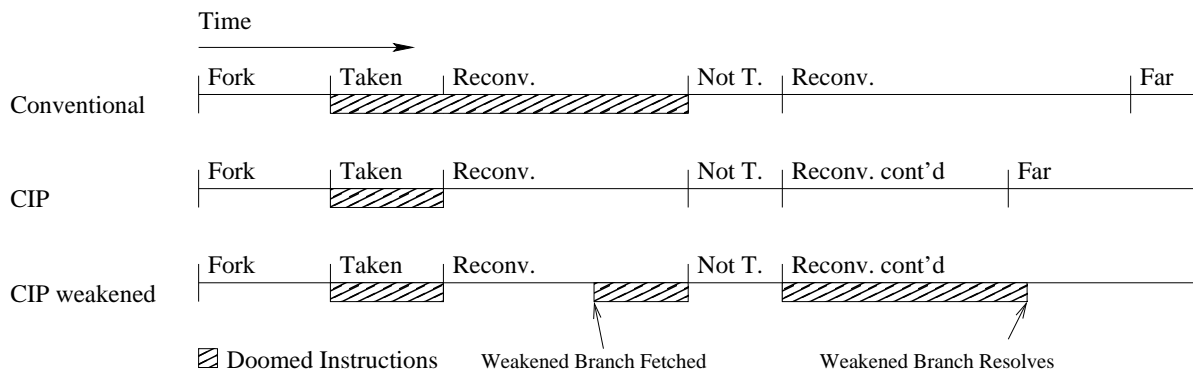 Time
Fork Taken Reconv. Not T. Reconv. Far
Conventional
Fork Taken Reconv. Not T. Reconv. cont'd Far
CIP
Fork Taken Reconv. Not T. Reconv. cont'd
CIP weakened
Doomed Instructions Weakened Branch Fetched Weakened Branch Resolves